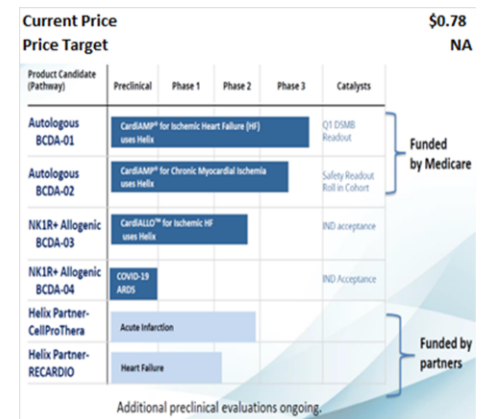 Current Price $0.78
Price Target NA
Product Candidate
(Pathway) Preclinical Phase 1 Phase 2 Phase 3 Catalysts
Autologous
BCDA-01
CardiAMP® for Ischemic Heart Failure (HF)
uses Helix
Q1 DSMB
Readout
Autologous
BCDA-02
CardiAMP® for Chronic Myocardial Ischemia
uses Helix
Safety Readout
Roll in Cohort
Funded
by Medicare
NK1R+ Allogenic
BCDA-03
CardiALLO™ for Ischemic HF
uses Helix
IND acceptance
NK1R+ Allogenic
BCDA-04
COVID-19
ARDS
IND Acceptance
Helix Partner-
CellProThera
Acute Infarction
Helix Partner-
RECARDIO
Heart Failure
Funded by
partners
Additional preclinical evaluations ongoing.